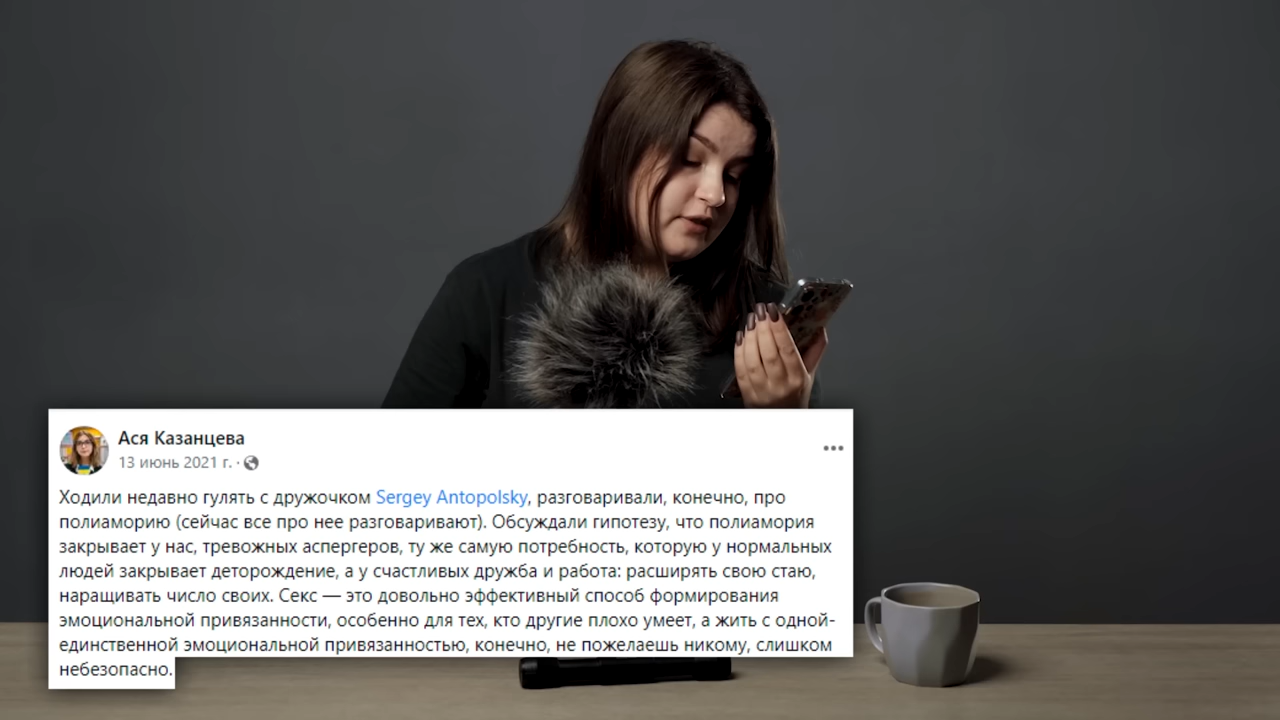 Ася Казанцева
13 июнь 2021 г. ·
Ходили недавно гулять с дружочком Sergey Antopolsky, разговаривали, конечно, про
полиаморию (сейчас все про нее разговаривают). Обсуждали гипотезу, что полиамория
закрывает у нас, тревожных аспергеров, ту же самую потребность, которую у нормальных
людей закрывает деторождение, а у счастливых дружба и работа: расширять свою стаю,
наращивать число своих. Секс — это довольно эффективный способ формирования
эмоциональной привязанности, особенно для тех, кто другие плохо умеет, а жить с одной-
единственной эмоциональной привязанностью, конечно, не пожелаешь никому, слишком
небезопасно.